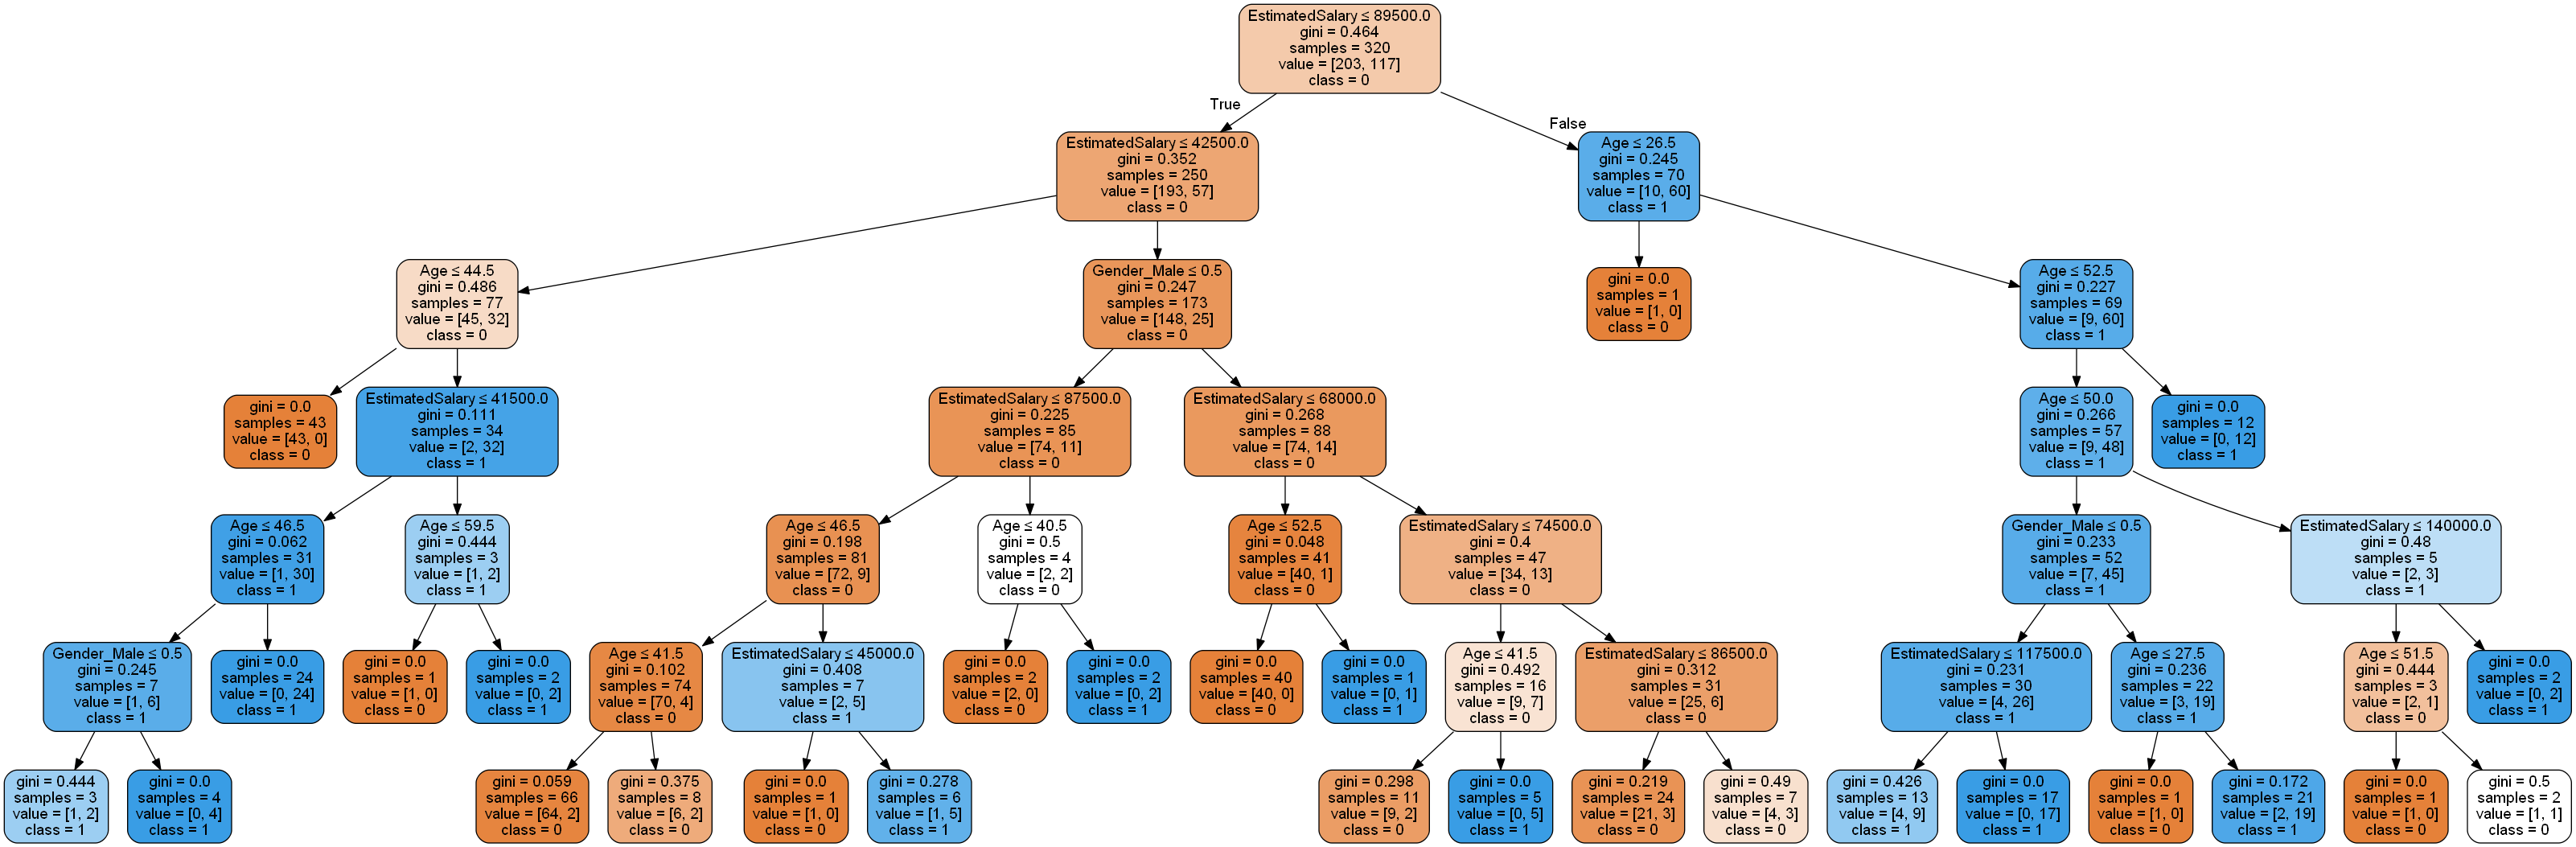 EstimatedSalary ≤ 89500.0
gini = 0.464
samples = 320
value = [203, 117]
class = 0
True
False
EstimatedSalary ≤ 42500.0
gini = 0.352
samples = 250
value = [193, 57]
class = 0
Age ≤ 26.5
gini = 0.245
samples = 70
value = [10, 60]
class = 1
Age ≤ 44.5
gini = 0.486
samples = 77
value = [45, 32]
class = 0
Gender_Male ≤ 0.5
gini = 0.247
samples = 173
value = [148, 25]
class = 0
gini = 0.0
samples = 1
value = [1, 0]
class = 0
Age ≤ 52.5
gini = 0.227
samples = 69
value = [9, 60]
class = 1
gini = 0.0
samples = 43
value = [43, 0]
class = 0
EstimatedSalary ≤ 41500.0
gini = 0.111
samples = 34
value = [2, 32]
class = 1
EstimatedSalary ≤ 87500.0
gini = 0.225
samples = 85
value = [74, 11]
class = 0
EstimatedSalary ≤ 68000.0
gini = 0.268
samples = 88
value = [74, 14]
class = 0
Age ≤ 50.0
gini = 0.266
samples = 57
value = [9, 48]
class = 1
gini = 0.0
samples = 12
value = [0, 12]
class = 1
Age ≤ 46.5
gini = 0.062
samples = 31
value = [1, 30]
class = 1
Age ≤ 59.5
gini = 0.444
samples = 3
value = [1, 2]
class = 1
Age ≤ 46.5
gini = 0.198
samples = 81
value = [72, 9]
class = 0
Age ≤ 40.5
gini = 0.5
samples = 4
value = [2, 2]
class = 0
Age ≤ 52.5
gini = 0.048
samples = 41
value = [40, 1]
class = 0
EstimatedSalary ≤ 74500.0
gini = 0.4
samples = 47
value = [34, 13]
class = 0
Gender_Male ≤ 0.5
gini = 0.233
samples = 52
value = [7, 45]
class = 1
EstimatedSalary ≤ 140000.0
gini = 0.48
samples = 5
value = [2, 3]
class = 1
Gender_Male ≤ 0.5
gini = 0.245
samples = 7
value = [1, 6]
class = 1
gini = 0.0
samples = 24
value = [0, 24]
class = 1
gini = 0.0
samples = 1
value = [1, 0]
class = 0
gini = 0.0
samples = 2
value = [0, 2]
class = 1
Age ≤ 41.5
gini = 0.102
samples = 74
value = [70, 4]
class = 0
EstimatedSalary ≤ 45000.0
gini = 0.408
samples = 7
value = [2, 5]
class = 1
gini = 0.0
samples = 2
value = [2, 0]
class = 0
gini = 0.0
samples = 2
value = [0, 2]
class = 1
gini = 0.0
samples = 40
value = [40, 0]
class = 0
gini = 0.0
samples = 1
value = [0, 1]
class = 1
Age ≤ 41.5
gini = 0.492
samples = 16
value = [9, 7]
class = 0
EstimatedSalary ≤ 86500.0
gini = 0.312
samples = 31
value = [25, 6]
class = 0
EstimatedSalary ≤ 117500.0
gini = 0.231
samples = 30
value = [4, 26]
class = 1
Age ≤ 27.5
gini = 0.236
samples = 22
value = [3, 19]
class = 1
Age ≤ 51.5
gini = 0.444
samples = 3
value = [2, 1]
class = 0
gini = 0.0
samples = 2
value = [0, 2]
class = 1
gini = 0.444
samples = 3
value = [1, 2]
class = 1
gini = 0.0
samples = 4
value = [0, 4]
class = 1
gini = 0.059
samples = 66
value = [64, 2]
class = 0
gini = 0.375
samples = 8
value = [6, 2]
class = 0
gini = 0.0
samples = 1
value = [1, 0]
class = 0
gini = 0.278
samples = 6
value = [1, 5]
class = 1
gini = 0.298
samples = 11
value = [9, 2]
class = 0
gini = 0.0
samples = 5
value = [0, 5]
class = 1
gini = 0.219
samples = 24
value = [21, 3]
class = 0
gini = 0.49
samples = 7
value = [4, 3]
class = 0
gini = 0.426
samples = 13
value = [4, 9]
class = 1
gini = 0.0
samples = 17
value = [0, 17]
class = 1
gini = 0.0
samples = 1
value = [1, 0]
class = 0
gini = 0.172
samples = 21
value = [2, 19]
class = 1
gini = 0.0
samples = 1
value = [1, 0]
class = 0
gini = 0.5
samples = 2
value = [1, 1]
class = 0